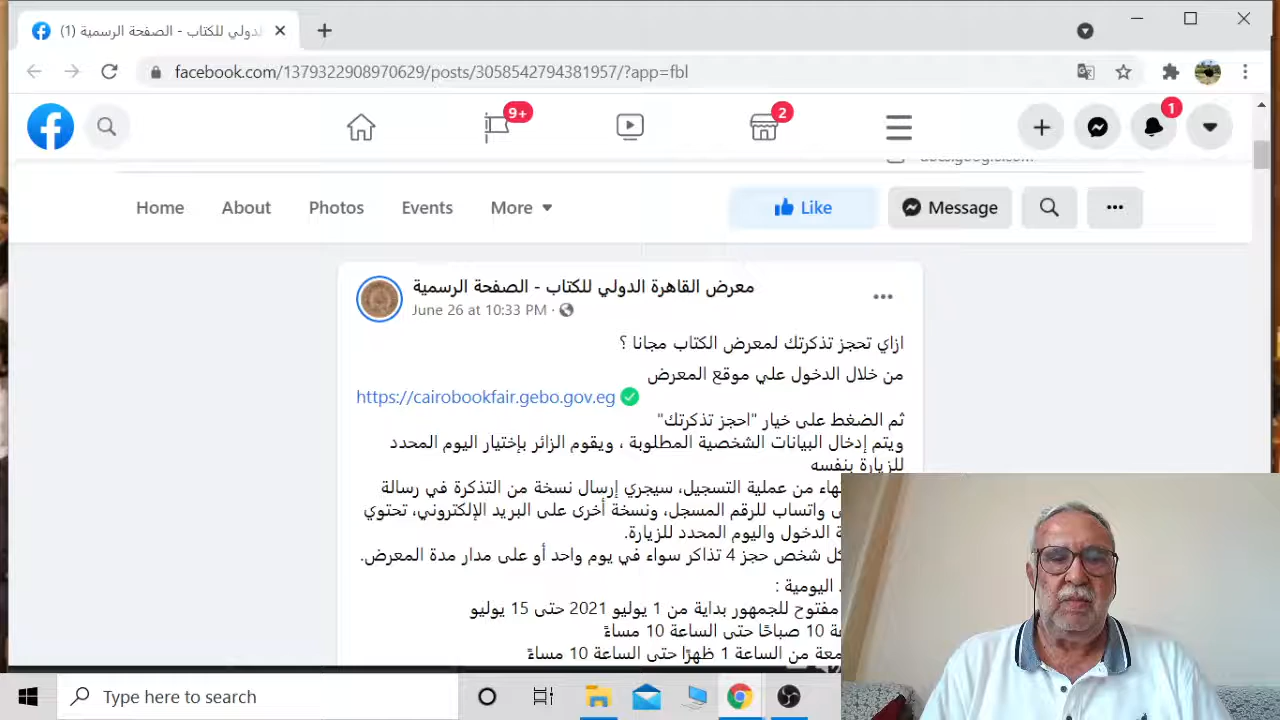 (1) الدولي للكتاب - الصفحة الرسمية
facebook.com/1379322908970629/posts/3058542794381957/?app=fbl
9+
2
1
Home About Photos Events More Like Message
معرض القاهرة الدولي للكتاب - الصفحة الرسمية
June 26 at 10:33 PM
ازاي تحجز تذكرتك لمعرض الكتاب مجانا ؟
من خلال الدخول علي موقع المعرض
https://cairobookfair.gebo.gov.eg
ثم الضغط على خيار "احجز تذكرتك"
ويتم إدخال البيانات الشخصية المطلوبة ، ويقوم الزائر بإختيار اليوم المحدد
للزيارة بنفسه
من عملية التسجيل، سيجري إرسال نسخة من التذكرة في رسالة
واتساب للرقم المسجل، ونسخة أخرى على البريد الإلكتروني، تحتوي
الدخول واليوم المحدد للزيارة.
شخص حجز 4 تذاكر سواء في يوم واحد أو على مدار مدة المعرض.
اليومية :
مفتوح للجمهور بداية من 1 يوليو 2021 حتى 15 يوليو
10 صباحًا حتى الساعة 10 مساءً
من الساعة 1 ظهرًا حتى الساعة 10 مساءً
Type here to search